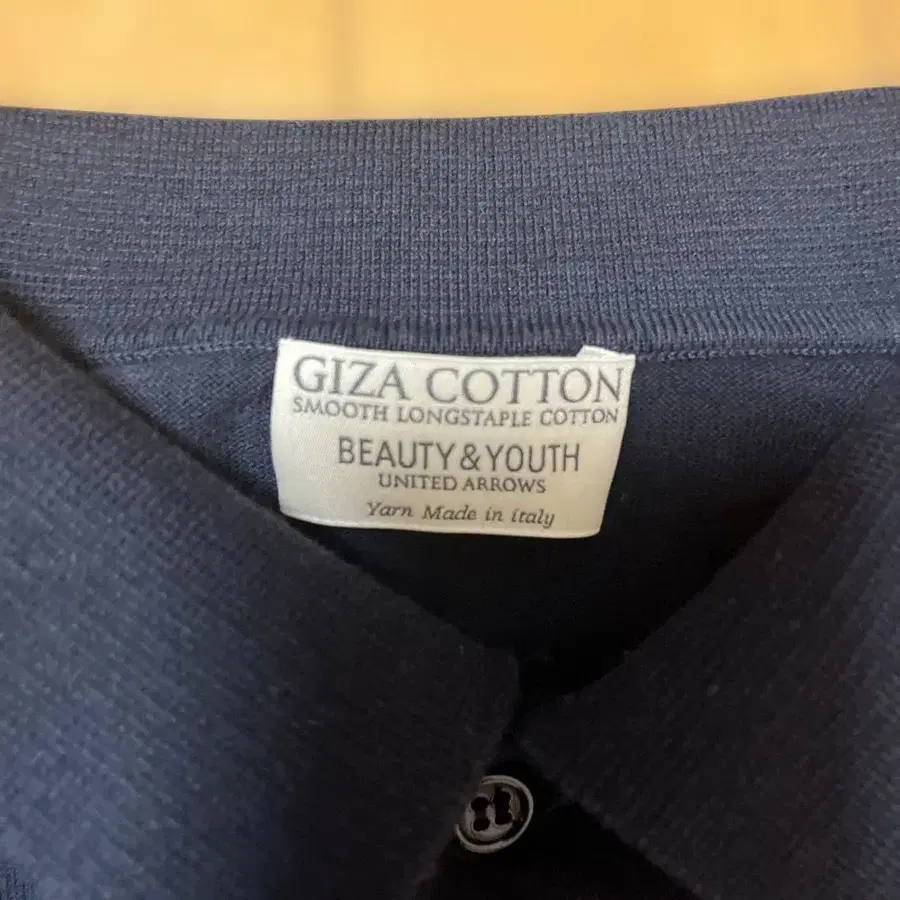 GIZA COTTON
SMOOTH LONGSTAPLE COTTON
BEAUTY&YOUTH
UNITED ARROWS
Yarn Made in italy